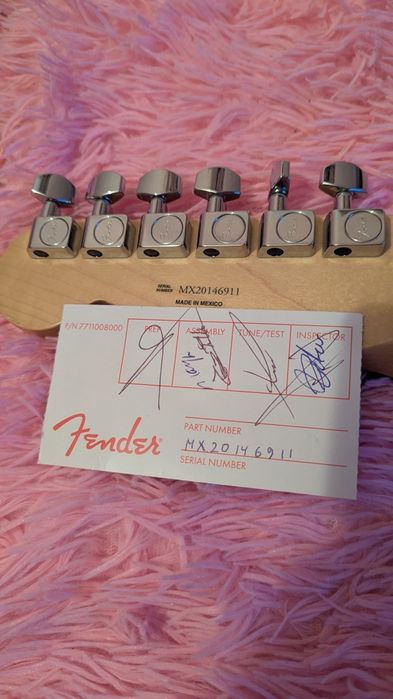 SERIAL
NUMBER MX20146911
MADE IN MEXICO
P/N 7711008000
PREP ASSEMBLY TUNE/TEST INSPECTOR
Fender
PART NUMBER
MX20146911
SERIAL NUMBER